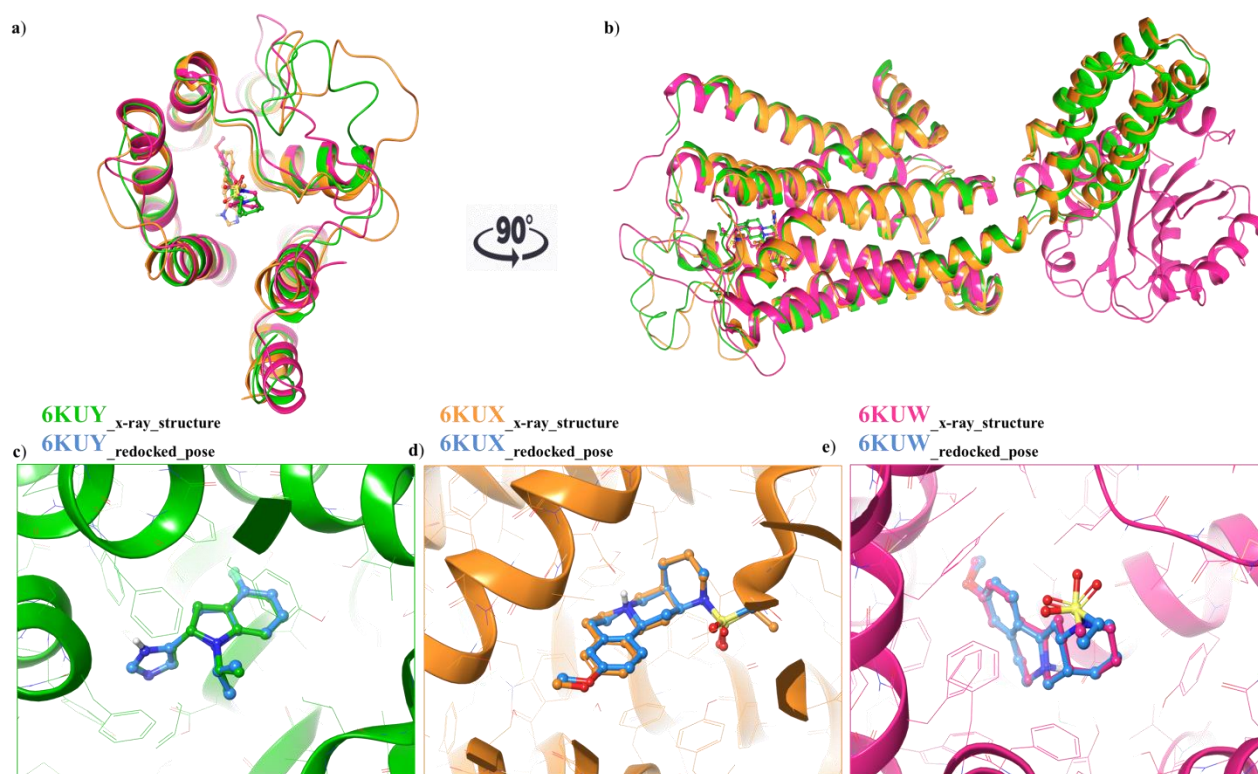 a)
b)
90°
6KUY_x-ray_structure
6KUY_redocked_pose
6KUX_x-ray_structure
6KUX_redocked_pose
6KUW_x-ray_structure
6KUW_redocked_pose
c)
d)
e)